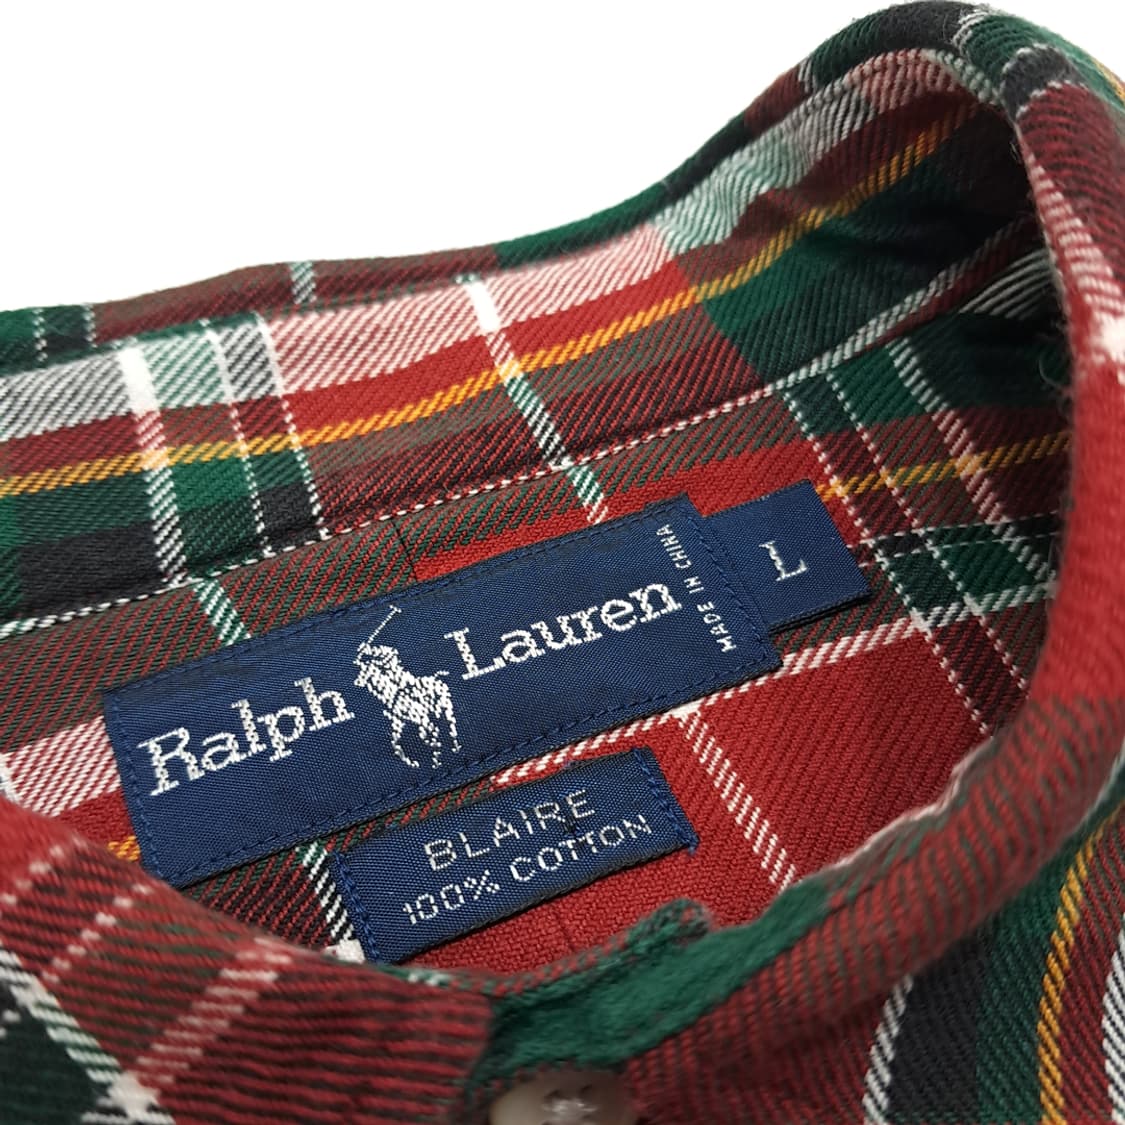 Ralph Lauren
MADE IN CHINA
L
BLAIRE
100% COTTON